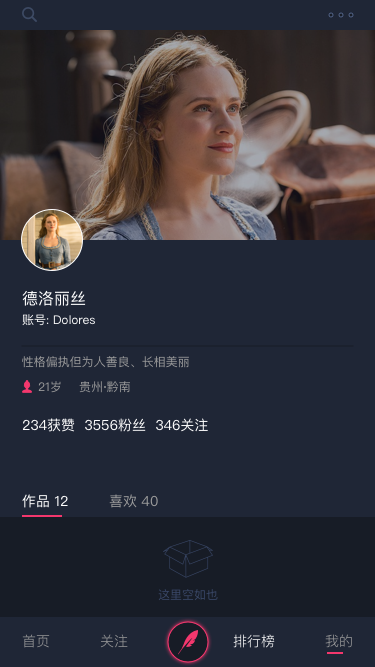 德洛丽丝
账号: Dolores
性格偏执但为人善良、长相美丽
21岁 贵州·黔南
234获赞 3556粉丝 346关注
作品 12 喜欢 40
这里空如也
首页 关注 排行榜 我的